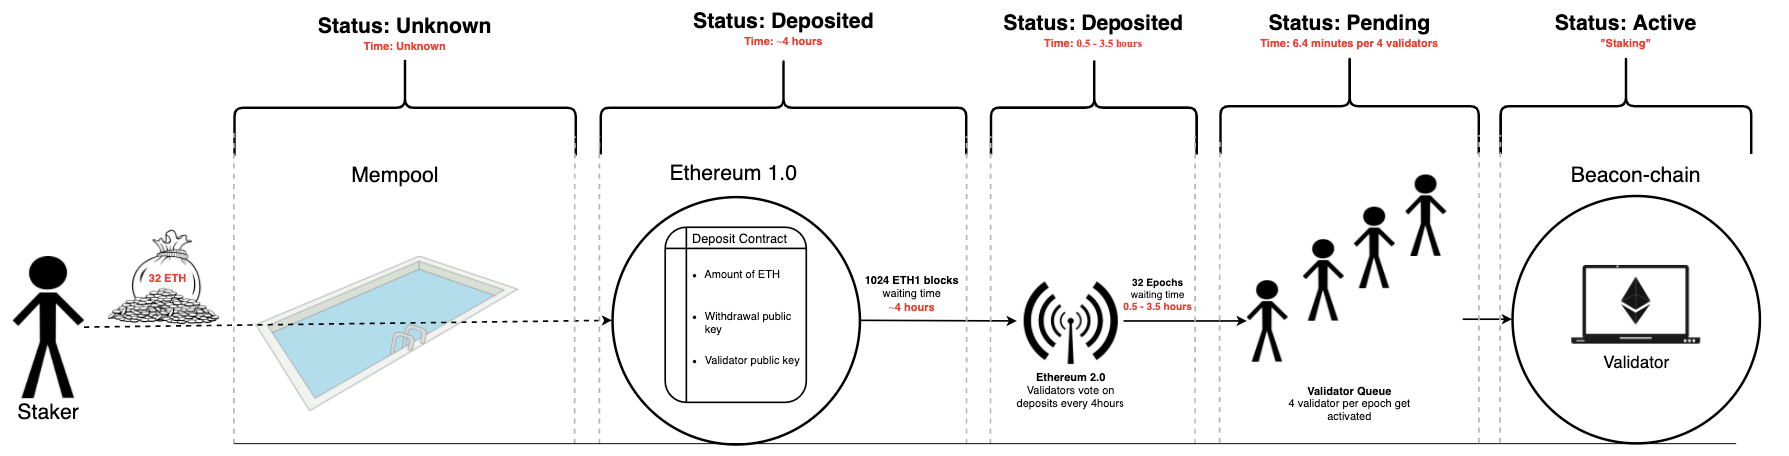 Status: Unknown
Time: Unknown
Status: Deposited
Time: ~4 hours
Status: Deposited
Time: 0.5 - 3.5 hours
Status: Pending
Time: 6.4 minutes per 4 validators
Status: Active
"Staking"
32 ETH
Staker
Mempool
Ethereum 1.0
Deposit Contract
• Amount of ETH
• Withdrawal public
key
• Validator public key
1024 ETH1 blocks
waiting time
~4 hours
Ethereum 2.0
Validators vote on
deposits every 4hours
32 Epochs
waiting time
0.5 - 3.5 hours
Validator Queue
4 validator per epoch get
activated
Beacon-chain
Validator